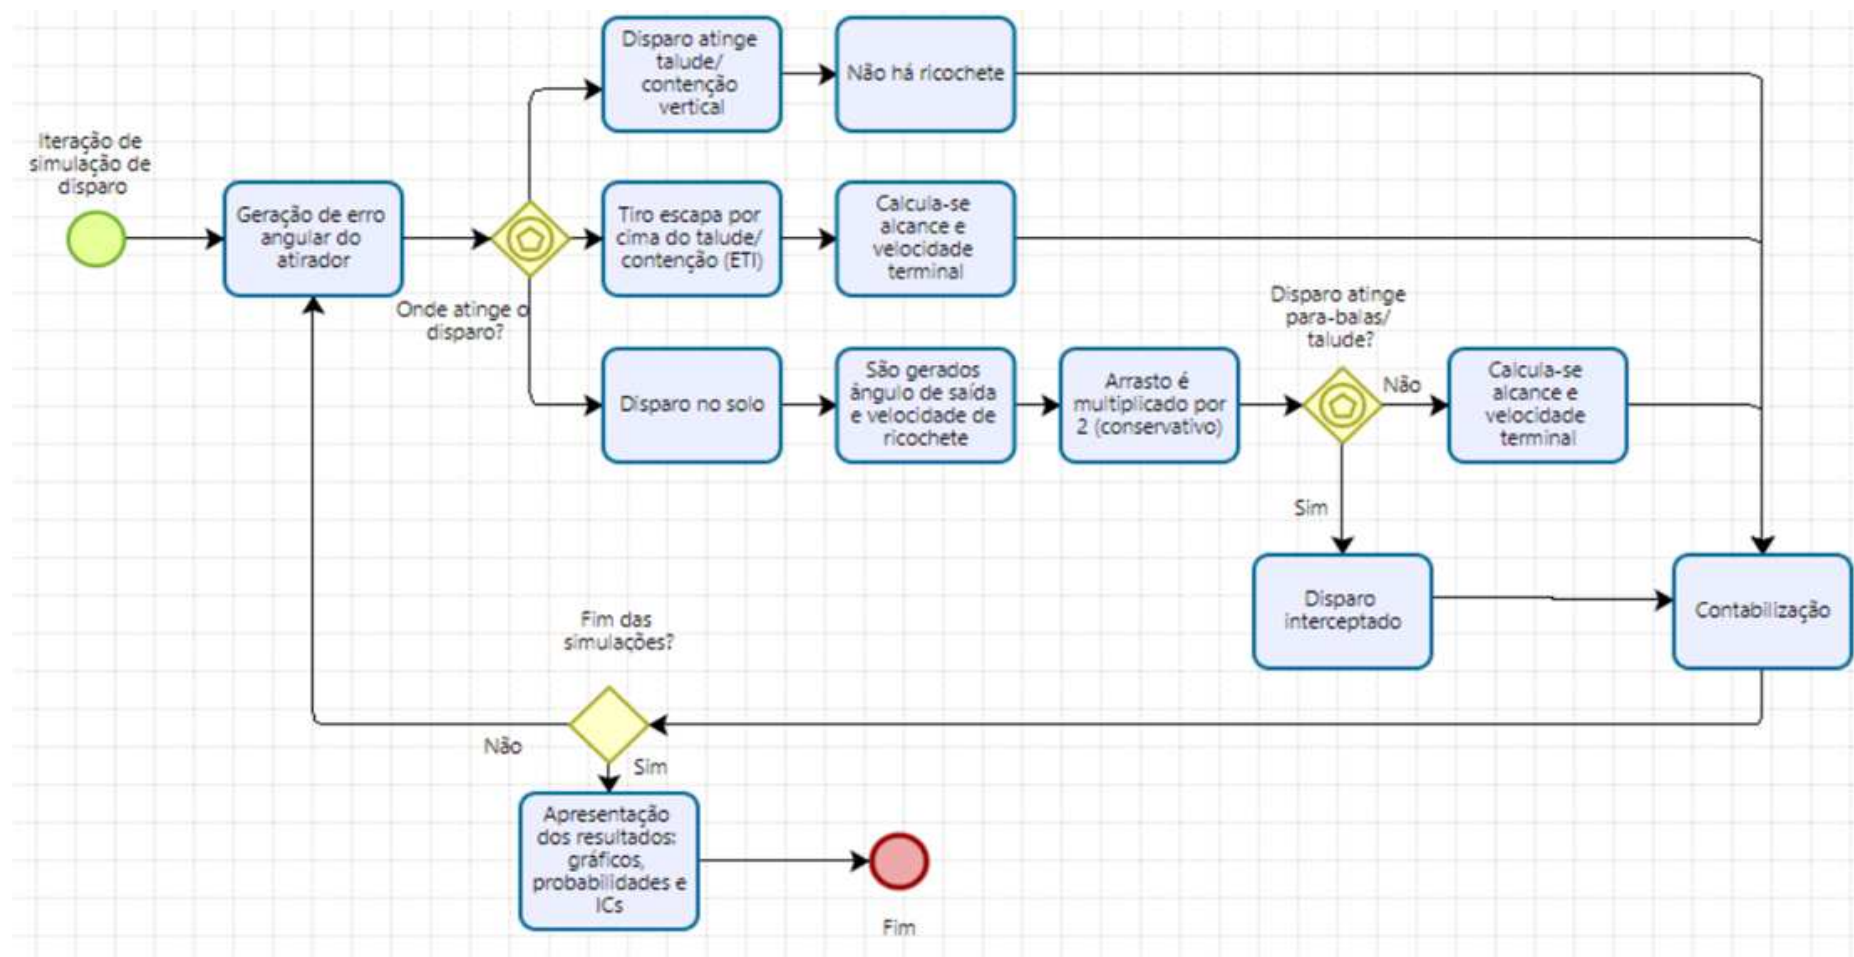 Iteração de
simulação de
disparo
Geração de erro
angular do
atirador
Onde atinge o
disparo?
Disparo atinge
talude/
contenção
vertical
Não há ricochete
Tiro escapa por
cima do talude/
contenção (ETI)
Calcula-se
alcance e
velocidade
terminal
Disparo no solo
São gerados
ângulo de saída
e velocidade de
ricochete
Arrasto é
multiplicado por
2 (conservativo)
Disparo atinge
para-balas/
talude?
Não
Calcula-se
alcance e
velocidade
terminal
Sim
Disparo
interceptado
Contabilização
Fim das
simulações?
Não
Sim
Apresentação
dos resultados:
gráficos,
probabilidades e
ICs
Fim